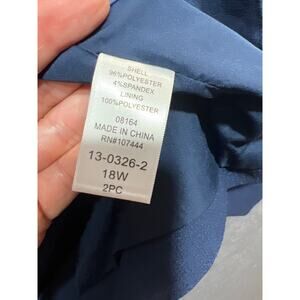 SHELL
96%POLYESTER
4%SPANDEX
LINING
100%POLYESTER
08164
MADE IN CHINA
RN#107444
13-0326-2
18W
2PC